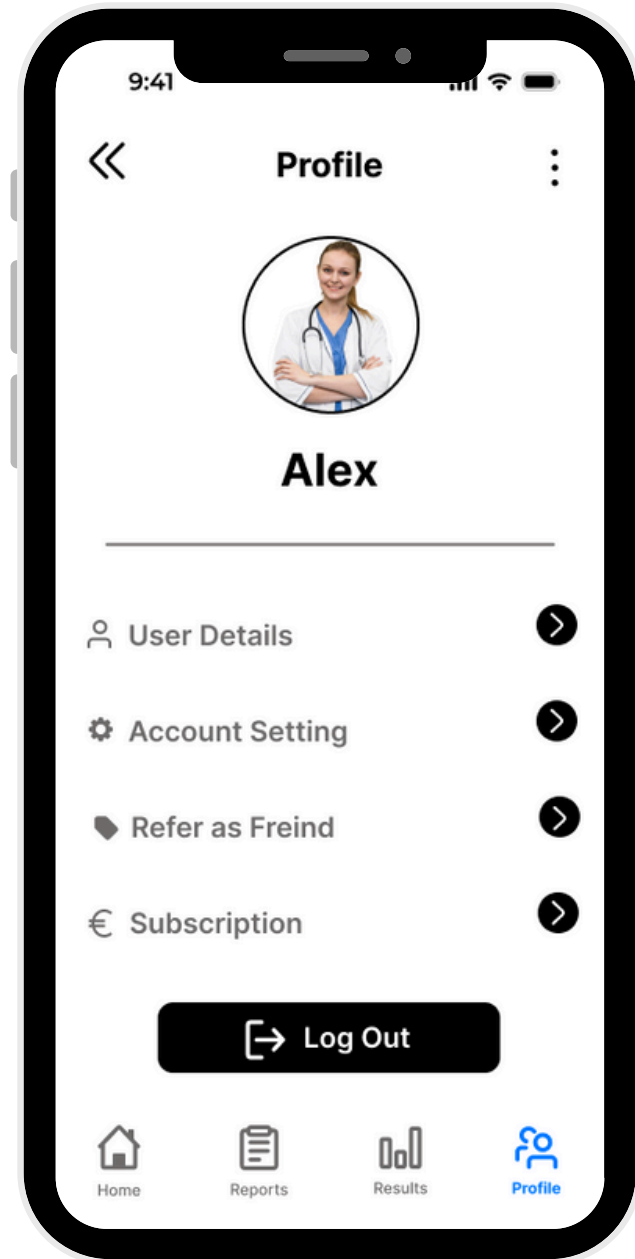 9:41
Profile
Alex
User Details
Account Setting
Refer as Freind
€ Subscription
Log Out
Home Reports Results Profile